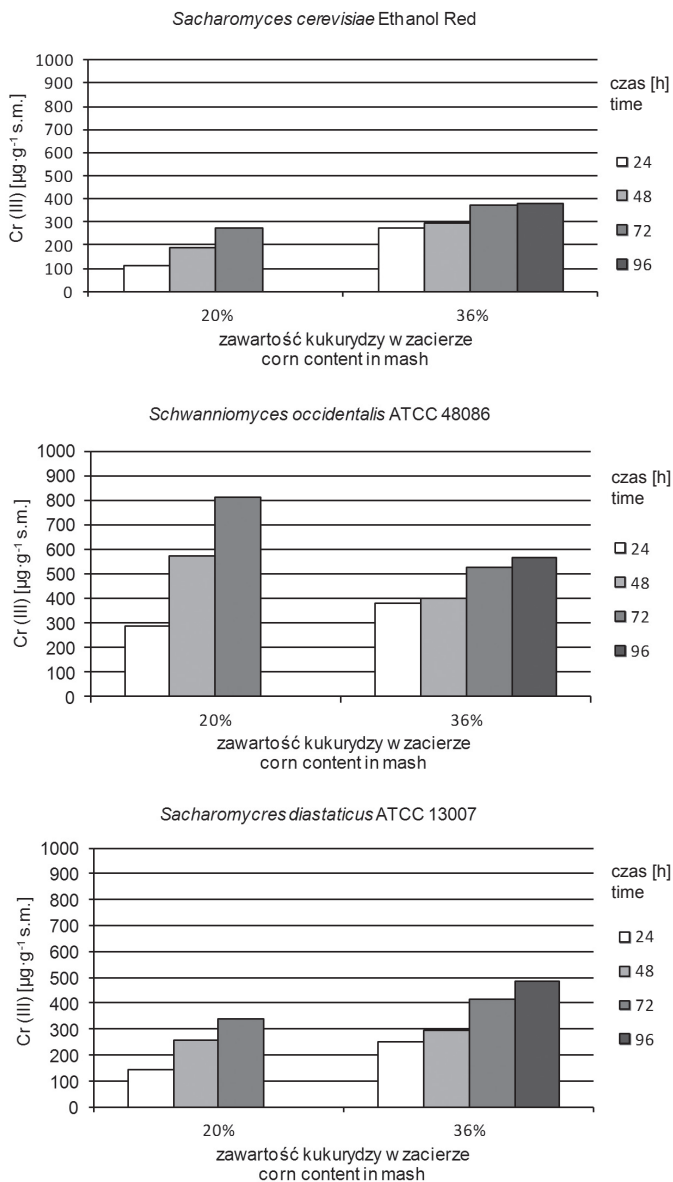 Sacharomyces cerevisiae Ethanol Red
1000
900
800
700
600
500
400
300
200
100
0
Cr (III) [µg·g⁻¹ s.m.]
czas [h]
time
24
48
72
96
20%
36%
zawartość kukurydzy w zacierze
corn content in mash
Schwanniomyces occidentalis ATCC 48086
1000
900
800
700
600
500
400
300
200
100
0
Cr (III) [µg·g⁻¹ s.m.]
czas [h]
time
24
48
72
96
20%
36%
zawartość kukurydzy w zacierze
corn content in mash
Sacharomycres diastaticus ATCC 13007
1000
900
800
700
600
500
400
300
200
100
0
Cr (III) [µg·g⁻¹ s.m.]
czas [h]
time
24
48
72
96
20%
36%
zawartość kukurydzy w zacierze
corn content in mash